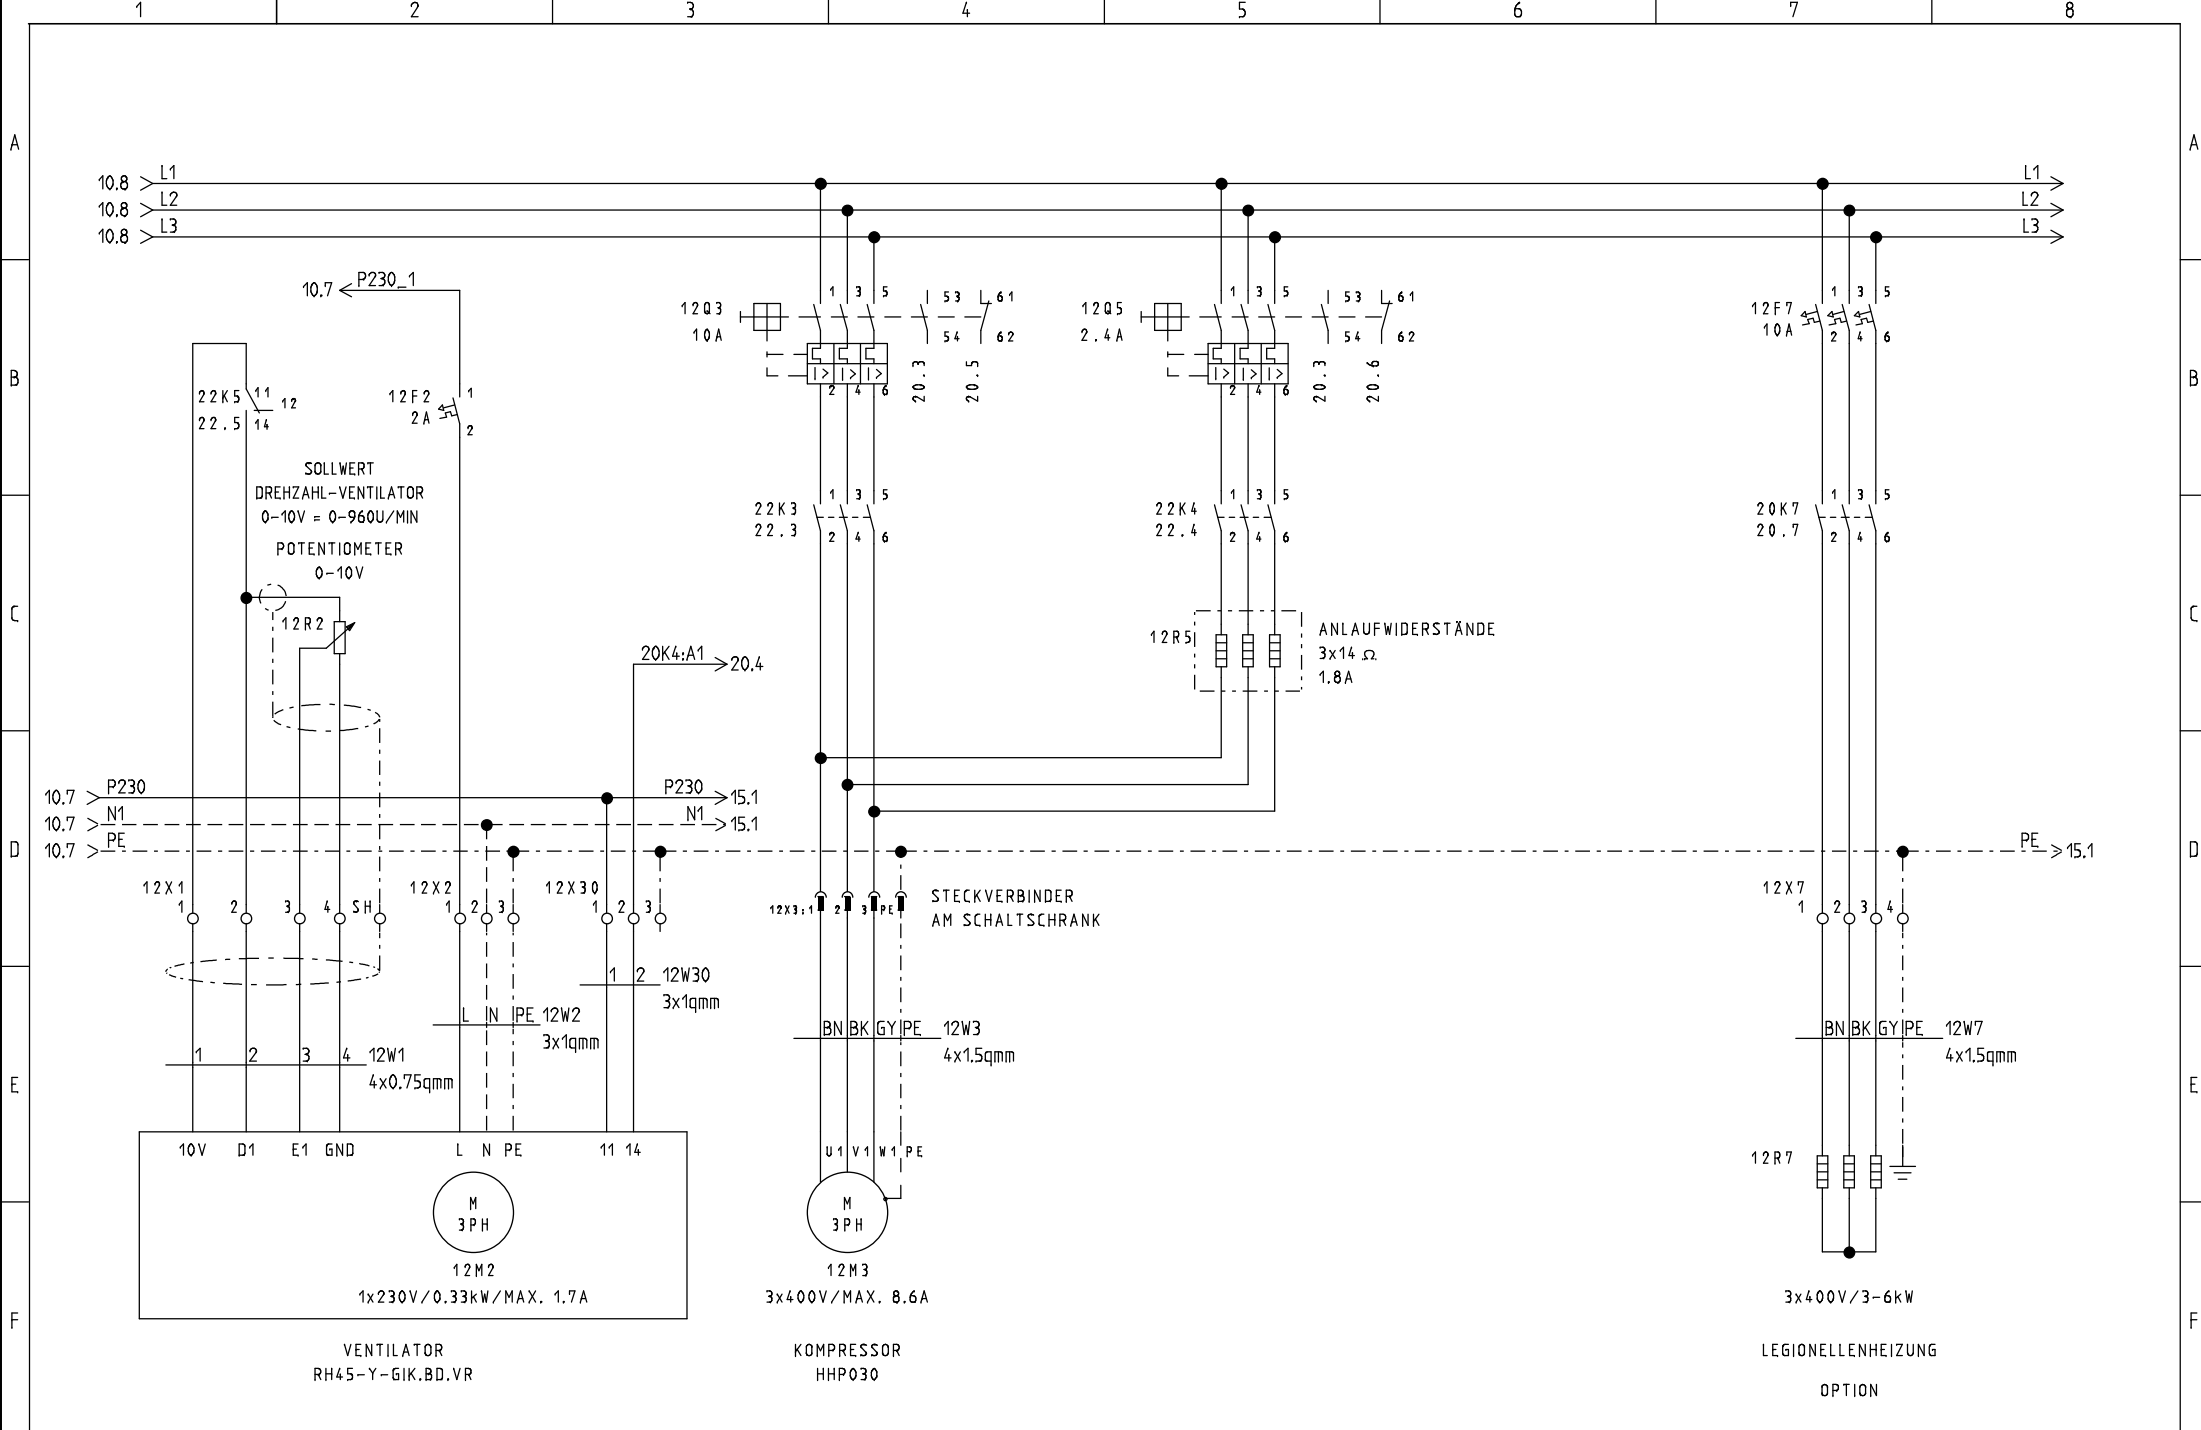 1 2 3 4 5 6 7 8
A A
10.8 L1 L1
10.8 L2 L2
10.8 L3 L3
10.7 P230_1
12Q3 1 3 5 53 61
10A 54 62
2 4 6 20.3 20.5
12Q5 1 3 5 53 61
2.4A 54 62
2 4 6 20.3 20.6
12F7 1 3 5
10A 2 4 6
B B
22K5 11 12
22.5 14
12F2 1
2A 2
SOLLWERT
DREHZAHL-VENTILATOR
0-10V = 0-960U/MIN
POTENTIOMETER
0-10V
22K3 1 3 5
22.3 2 4 6
22K4 1 3 5
22.4 2 4 6
20K7 1 3 5
20.7 2 4 6
C C
12R2
20K4:A1 20.4
12R5
ANLAUFWIDERSTÄNDE
3x14 Ω
1.8A
10.7 P230 P230 15.1
10.7 N1 N1 15.1
10.7 PE PE 15.1
D D
12X1 1 2 3 4 SH
12X2 1 2 3
12X30 1 2 3
12X3:1 2 3 PE
STECKVERBINDER
AM SCHALTSCHRANK
12X7 1 2 3 4
1 2 12W30
3x1qmm
L N PE 12W2
3x1qmm
1 2 3 4 12W1
4x0.75qmm
BN BK GY PE 12W3
4x1.5qmm
BN BK GY PE 12W7
4x1.5qmm
E E
10V D1 E1 GND L N PE 11 14
U1 V1 W1 PE
12R7
M
3PH
12M2
1x230V/0.33kW/MAX. 1.7A
M
3PH
12M3
3x400V/MAX. 8.6A
3x400V/3-6kW
F F
VENTILATOR
RH45-Y-GIK.BD.VR
KOMPRESSOR
HHP030
LEGIONELLENHEIZUNG
OPTION